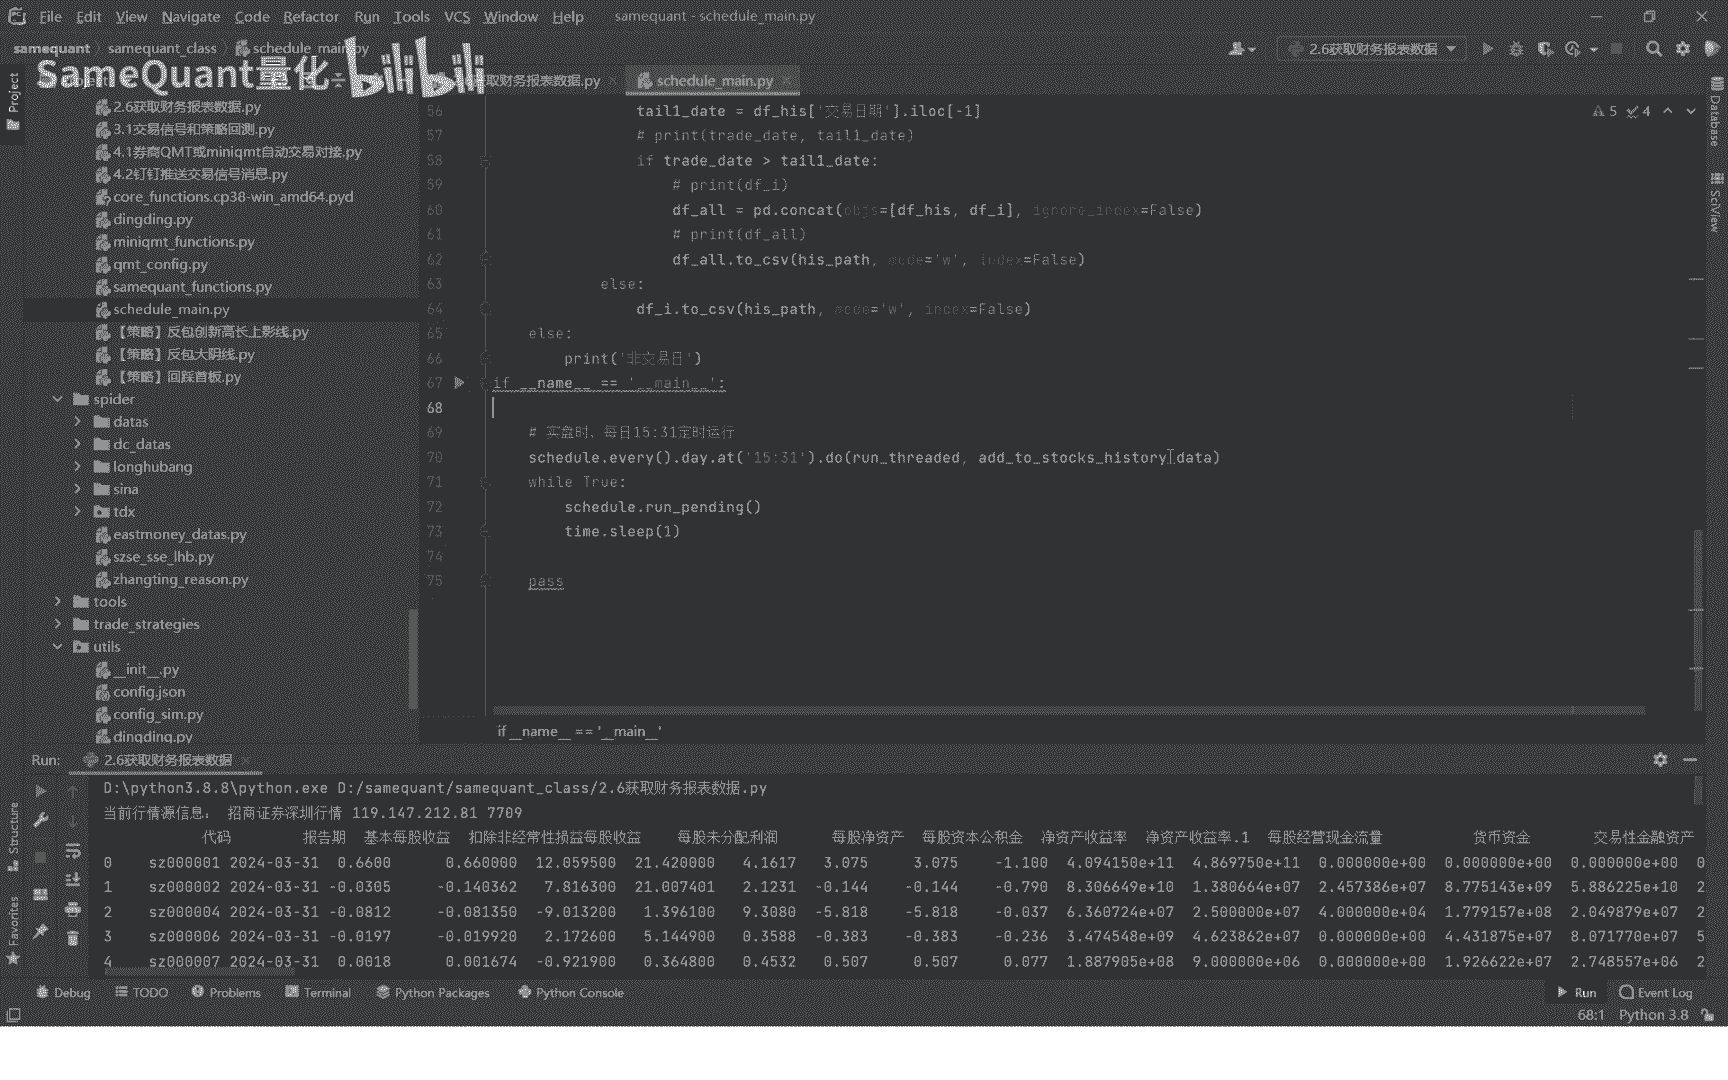 File Edit View Navigate Code Refactor Run Tools VCS Window Help samequant - schedule_main.py
samequant samequant_class schedule_main.py 2.6获取财务报表数据
SameQuant量化 bilibili
取财务报表数据.py schedule_main.py
Project
2.6获取财务报表数据.py
3.1交易信号和策略回测.py
4.1券商QMT或miniqmt自动交易对接.py
4.2钉钉推送交易信号消息.py
core_functions.cp38-win_amd64.pyd
dingding.py
miniqmt_functions.py
qmt_config.py
samequant_functions.py
schedule_main.py
【策略】反包创新高长上影线.py
【策略】反包大阴线.py
【策略】回踩首板.py
spider
datas
dc_datas
longhubang
sina
tdx
eastmoney_datas.py
szse_sse_lhb.py
zhangting_reason.py
tools
trade_strategies
utils
__init__.py
config.json
config_sim.py
dingding.py
5 4
56 tail1_date = df_his['交易日期'].iloc[-1]
57 # print(trade_date, tail1_date)
58 if trade_date > tail1_date:
59 # print(df_i)
60 df_all = pd.concat(objs=[df_his, df_i], ignore_index=False)
61 # print(df_all)
62 df_all.to_csv(his_path, mode='w', index=False)
63 else:
64 df_i.to_csv(his_path, mode='w', index=False)
65 else:
66 print('非交易日')
67 if __name__ == '__main__':
68
69 # 实盘时、每日15:31定时运行
70 schedule.every().day.at('15:31').do(run_threaded, add_to_stocks_history_data)
71 while True:
72 schedule.run_pending()
73 time.sleep(1)
74
75 pass
if __name__ == '__main__'
Database
SciView
Run: 2.6获取财务报表数据
D:\python3.8.8\python.exe D:/samequant/samequant_class/2.6获取财务报表数据.py
当前行情源信息： 招商证券深圳行情 119.147.212.81 7709
代码 报告期 基本每股收益 扣除非经常性损益每股收益 每股未分配利润 每股净资产 每股资本公积金 净资产收益率 净资产收益率.1 每股经营现金流量 货币资金 交易性金融资产
0 sz000001 2024-03-31 0.6600 0.660000 12.059500 21.420000 4.1617 3.075 3.075 -1.100 4.094150e+11 4.869750e+11 0.000000e+00 0.000000e+00 0.000000e+00 0
1 sz000002 2024-03-31 -0.0305 -0.140362 7.816300 21.007401 2.1231 -0.144 -0.144 -0.790 8.306649e+10 1.380664e+07 2.457386e+07 8.775143e+09 5.886225e+10 2
2 sz000004 2024-03-31 -0.0812 -0.081350 -9.013200 1.396100 9.3080 -5.818 -5.818 -0.037 6.360724e+07 2.500000e+07 4.000000e+04 1.779157e+08 2.049879e+07 2
3 sz000006 2024-03-31 -0.0197 -0.019920 2.172600 5.144900 0.3588 -0.383 -0.383 -0.236 3.474548e+09 4.623862e+07 0.000000e+00 4.431875e+07 8.071770e+07 5
4 sz000007 2024-03-31 0.0018 0.001674 -0.921900 0.364800 0.4532 0.507 0.507 0.077 1.887905e+08 9.000000e+06 0.000000e+00 1.926622e+07 2.748557e+06 2
Structure
Favorites
Debug TODO Problems Terminal Python Packages Python Console Run Event Log
68:1 Python 3.8